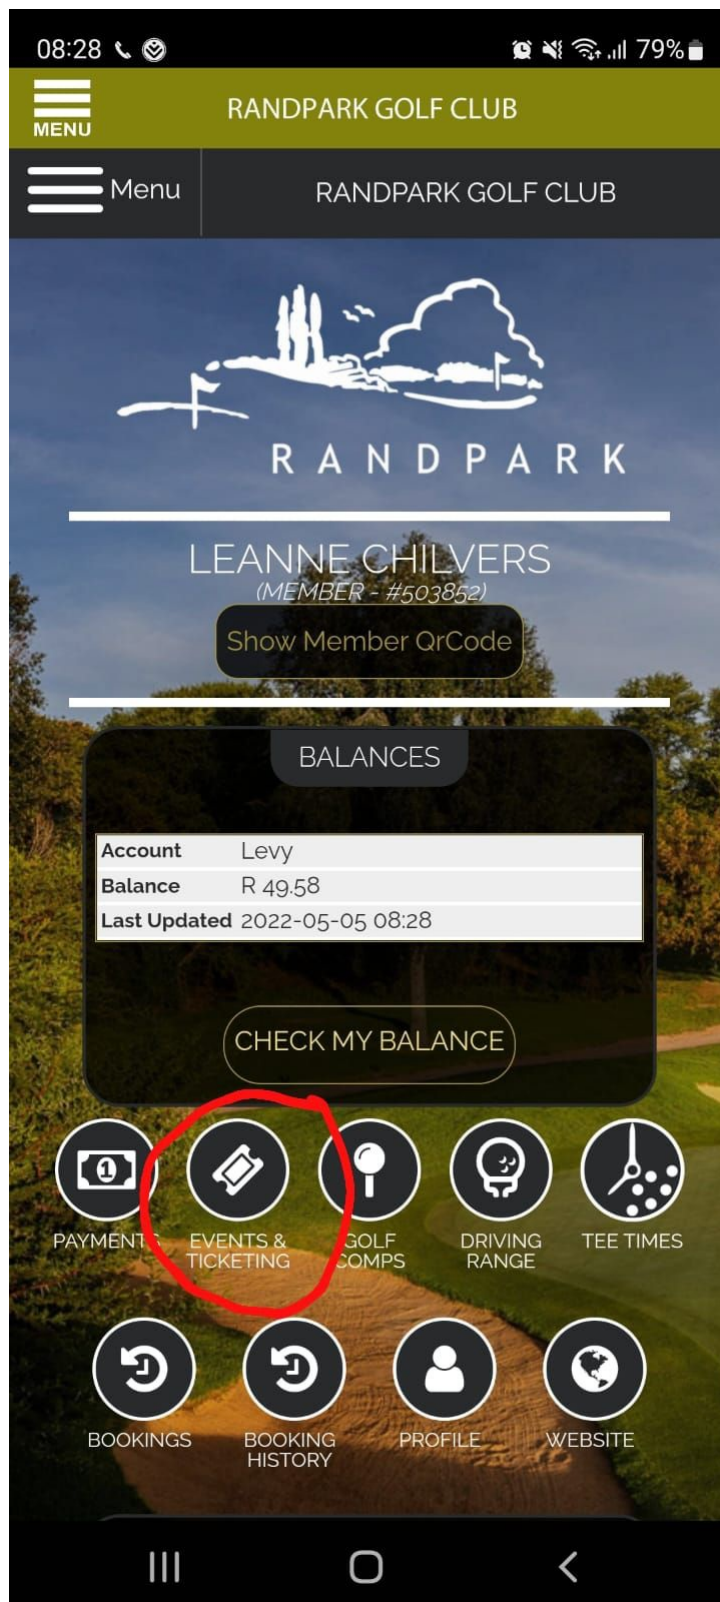 08:28 79%
MENU RANDPARK GOLF CLUB
Menu RANDPARK GOLF CLUB
RANDPARK
LEANNE CHILVERS
(MEMBER - #503852)
Show Member QrCode
BALANCES
Account Levy
Balance R 49.58
Last Updated 2022-05-05 08:28
CHECK MY BALANCE
1
PAYMENTS EVENTS & GOLF DRIVING TEE TIMES
TICKETING COMPS RANGE
BOOKINGS BOOKING PROFILE WEBSITE
HISTORY